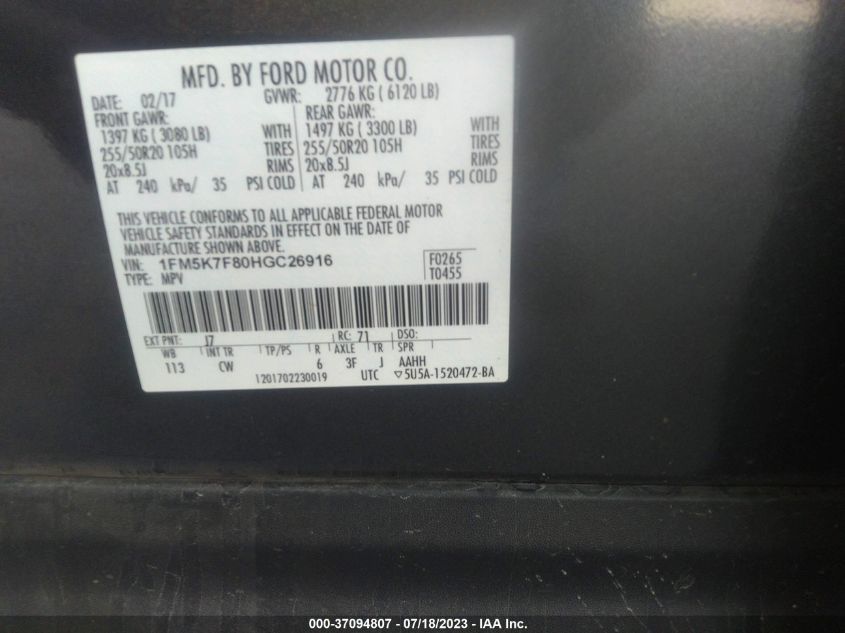 MFD. BY FORD MOTOR CO.
DATE: 02/17 GVWR: 2776 KG ( 6120 LB)
FRONT GAWR: REAR GAWR:
1397 KG ( 3080 LB) WITH 1497 KG ( 3300 LB) WITH
255/50R20 105H TIRES 255/50R20 105H TIRES
20x8.5J RIMS 20x8.5J RIMS
AT 240 kPa/ 35 PSI COLD AT 240 kPa/ 35 PSI COLD
THIS VEHICLE CONFORMS TO ALL APPLICABLE FEDERAL MOTOR
VEHICLE SAFETY STANDARDS IN EFFECT ON THE DATE OF
MANUFACTURE SHOWN ABOVE.
VIN: 1FM5K7F80HGC26916 F0265
TYPE: MPV T0455
EXT PNT: J7 RC: 71 DSO:
WB INT TR TP/PS R AXLE TR SPR
113 CW 6 3F J AAHH
1201702230019 UTC ▽5U5A-1520472-BA
000-37094807 - 07/18/2023 - IAA Inc.